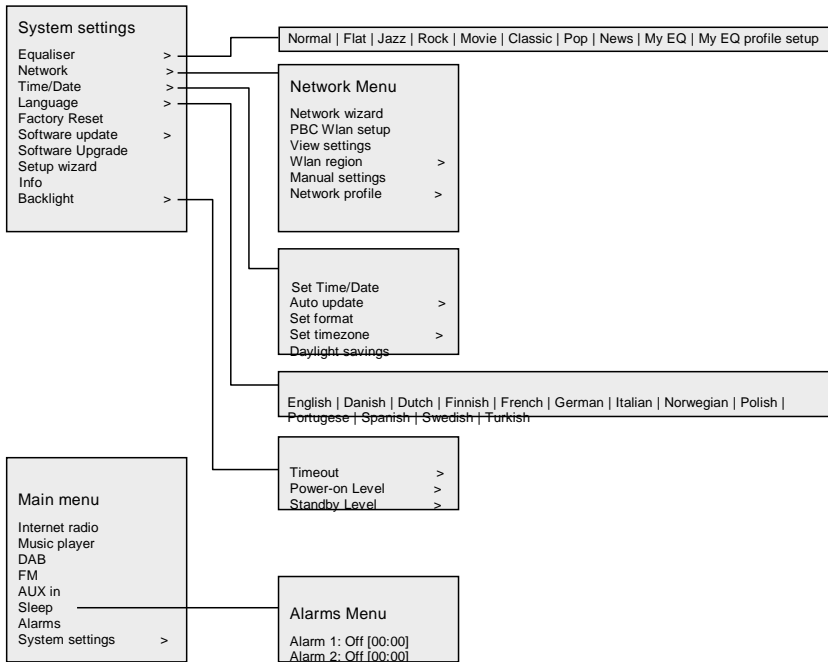 System settings
Equaliser >
Network >
Time/Date >
Language >
Factory Reset
Software update >
Software Upgrade
Setup wizard
Info
Backlight >
Normal | Flat | Jazz | Rock | Movie | Classic | Pop | News | My EQ | My EQ profile setup
Network Menu
Network wizard
PBC Wlan setup
View settings
Wlan region >
Manual settings
Network profile >
Set Time/Date
Auto update >
Set format
Set timezone >
Daylight savings
English | Danish | Dutch | Finnish | French | German | Italian | Norwegian | Polish |
Portugese | Spanish | Swedish | Turkish
Timeout >
Power-on Level >
Standby Level >
Main menu
Internet radio
Music player
DAB
FM
AUX in
Sleep
Alarms
System settings >
Alarms Menu
Alarm 1: Off [00:00]
Alarm 2: Off [00:00]